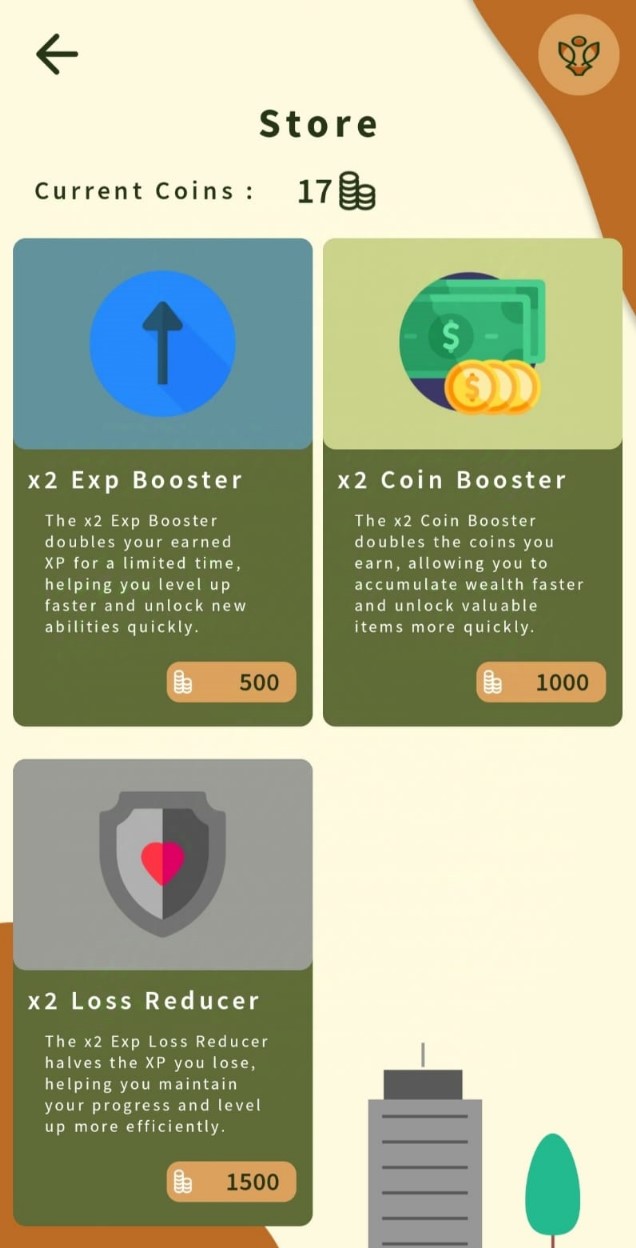 Store
Current Coins : 17
x2 Exp Booster
The x2 Exp Booster
doubles your earned
XP for a limited time,
helping you level up
faster and unlock new
abilities quickly.
500
x2 Coin Booster
The x2 Coin Booster
doubles the coins you
earn, allowing you to
accumulate wealth faster
and unlock valuable
items more quickly.
1000
x2 Loss Reducer
The x2 Exp Loss Reducer
halves the XP you lose,
helping you maintain
your progress and level
up more efficiently.
1500